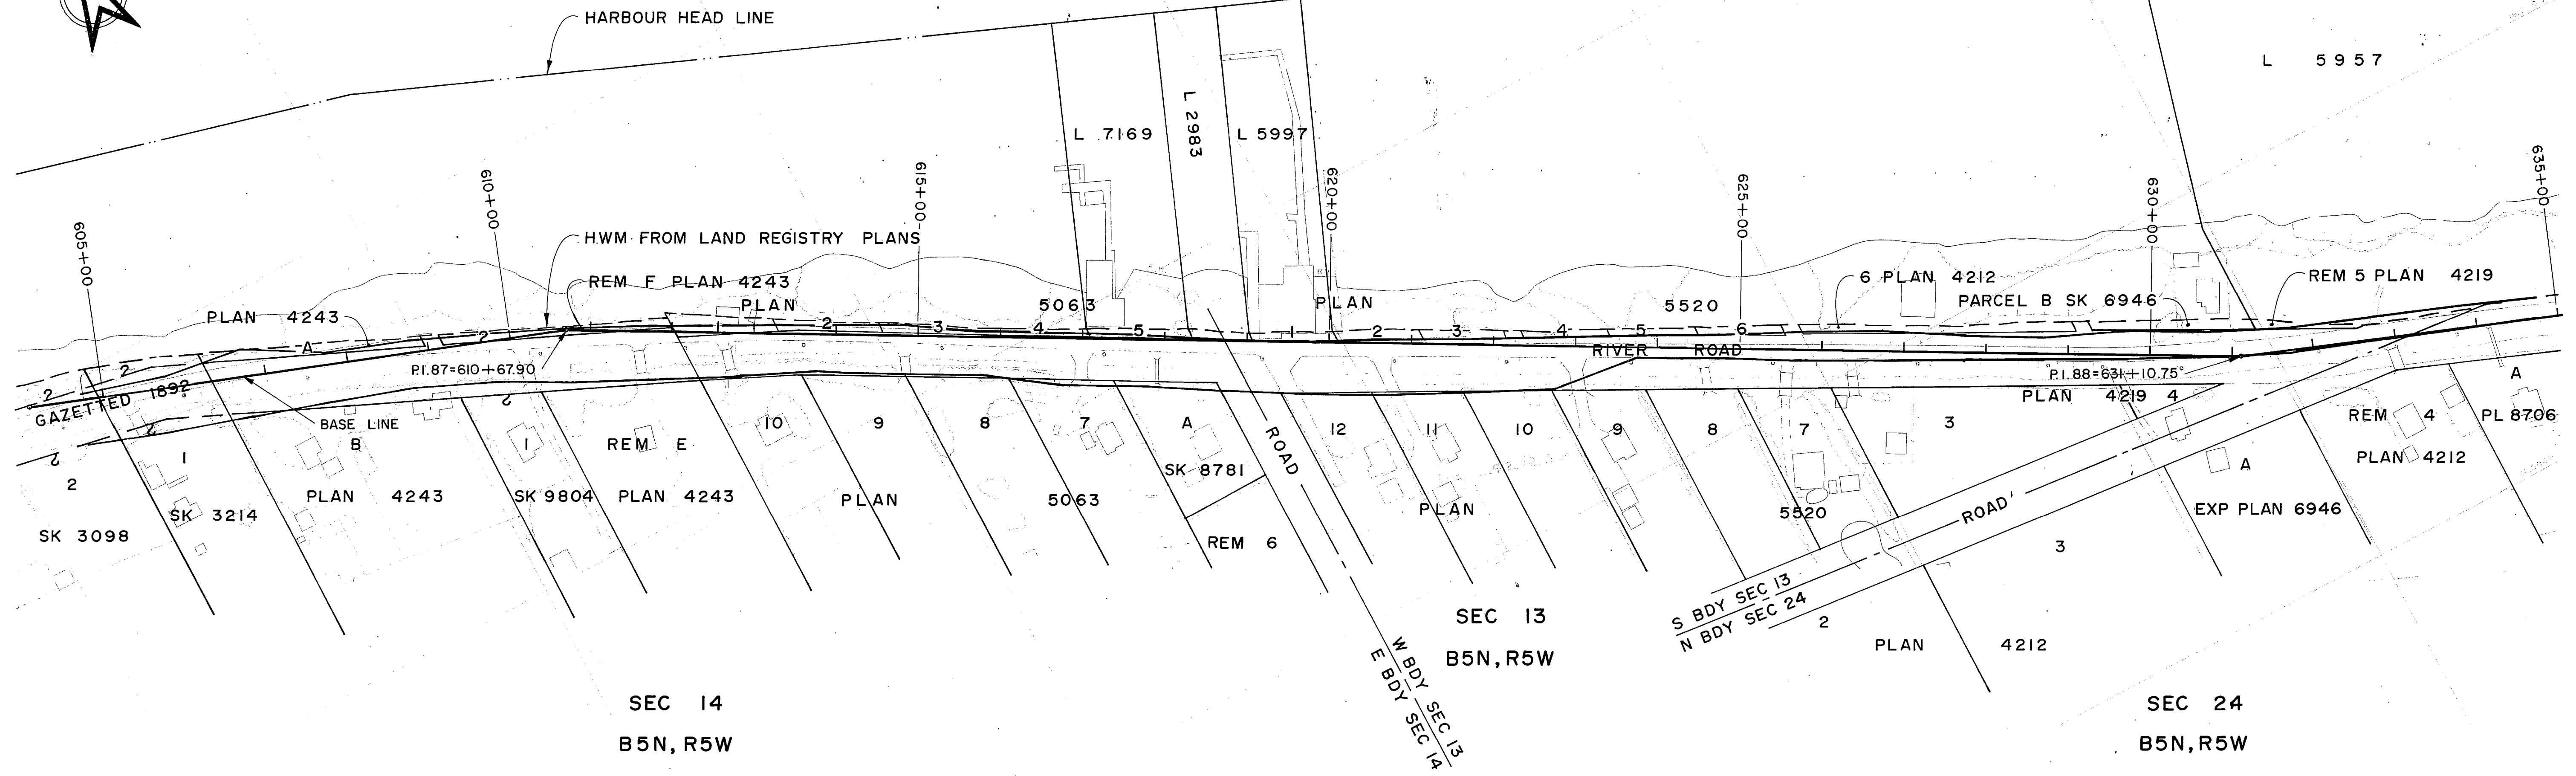 HARBOUR HEAD LINE
L 5957
L 7169
L 2983
L 5997
605+00
610+00
615+00
620+00
625+00
630+00
635+00
H.W.M. FROM LAND REGISTRY PLANS
REM F PLAN 4243
PLAN 5063
PLAN 5520
6 PLAN 4212
REM 5 PLAN 4219
PARCEL B SK 6946
PLAN 4243
2 2 A 2 1 2 3 4 5 1 2 3 4 5 6
RIVER ROAD
P.I.87=610+67.90
P.I.88=631+10.75
GAZETTED 1892
BASE LINE
PLAN 4219 4
A
2
1
B
1
REM E
10
9
8
7
A
ROAD
12
11
10
9
8
7
3
REM 4
PL 8706
PLAN 4212
A
SK 8781
SK 3098
SK 3214
PLAN 4243
SK 9804
PLAN 4243
PLAN 5063
REM 6
PLAN 5520
ROAD
EXP PLAN 6946
3
S BDY SEC 13
N BDY SEC 24
2
PLAN 4212
W BDY SEC 13
E BDY SEC 14
SEC 13
B5N, R5W
SEC 14
B5N, R5W
SEC 24
B5N, R5W